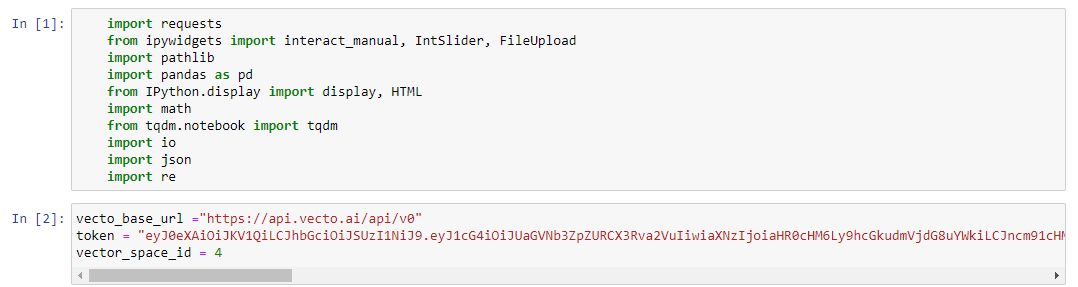 In [1]:
import requests
from ipywidgets import interact_manual, IntSlider, FileUpload
import pathlib
import pandas as pd
from IPython.display import display, HTML
import math
from tqdm.notebook import tqdm
import io
import json
import re
In [2]:
vecto_base_url ="https://api.vecto.ai/api/v0"
token = "eyJ0eXAiOiJKV1QiLCJhbGciOiJSUzI1NiJ9.eyJ1cG4iOiJUaGVNb3ZpZURCX3Rva2VuIiwiaXNzIjoiaHR0cHM6Ly9hcGkudmVjdG8uYWkiLCJncm91cHM
vector_space_id = 4